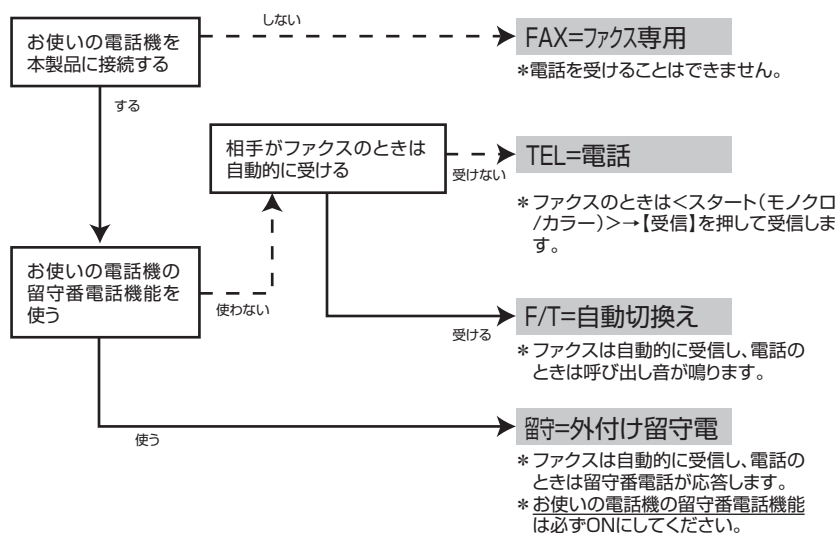 しない
お使いの電話機を
本製品に接続する
FAX=ファクス専用
*電話を受けることはできません。
する
相手がファクスのときは
自動的に受ける
受けない
TEL=電話
*ファクスのときは<スタート(モノクロ
/カラー)>→【受信】を押して受信しま
す。
お使いの電話機の
留守番電話機能を
使う
使わない
受ける
F/T=自動切換え
*ファクスは自動的に受信し、電話の
ときは呼び出し音が鳴ります。
使う
留守=外付け留守電
*ファクスは自動的に受信し、電話の
ときは留守番電話が応答します。
*お使いの電話機の留守番電話機能
は必ずONにしてください。